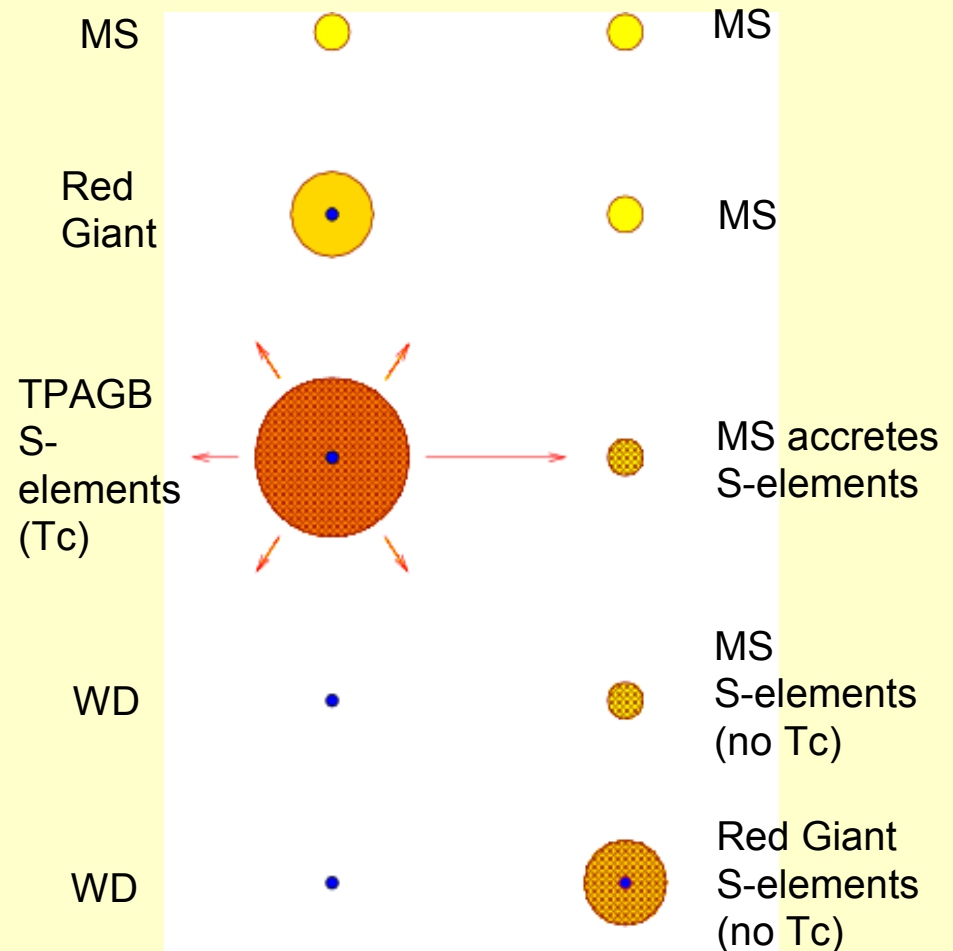 MS
MS
Red
Giant
MS
TPAGB
S-
elements
(Tc)
MS accretes
S-elements
WD
MS
S-elements
(no Tc)
WD
Red Giant
S-elements
(no Tc)